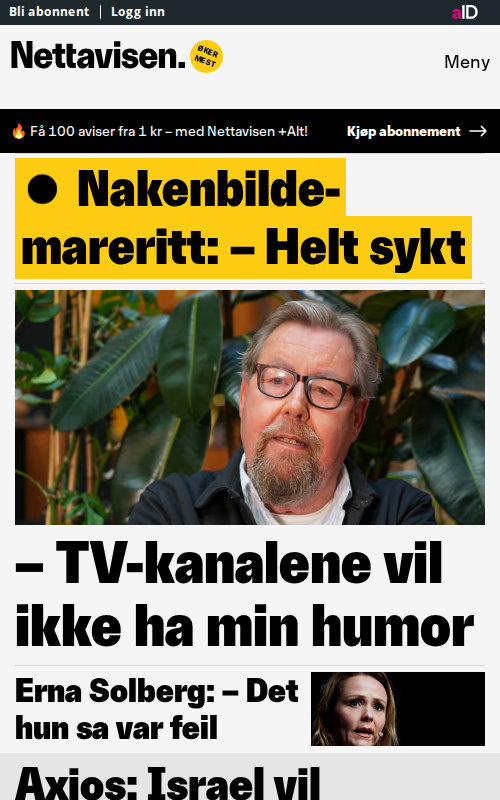 Bli abonnent | Logg inn aID
Nettavisen. ØKER MEST
Meny
🔥 Få 100 aviser fra 1 kr – med Nettavisen +Alt! Kjøp abonnement →
● Nakenbilde-
mareritt: – Helt sykt
– TV-kanalene vil
ikke ha min humor
Erna Solberg: – Det
hun sa var feil
Axios: Israel vil